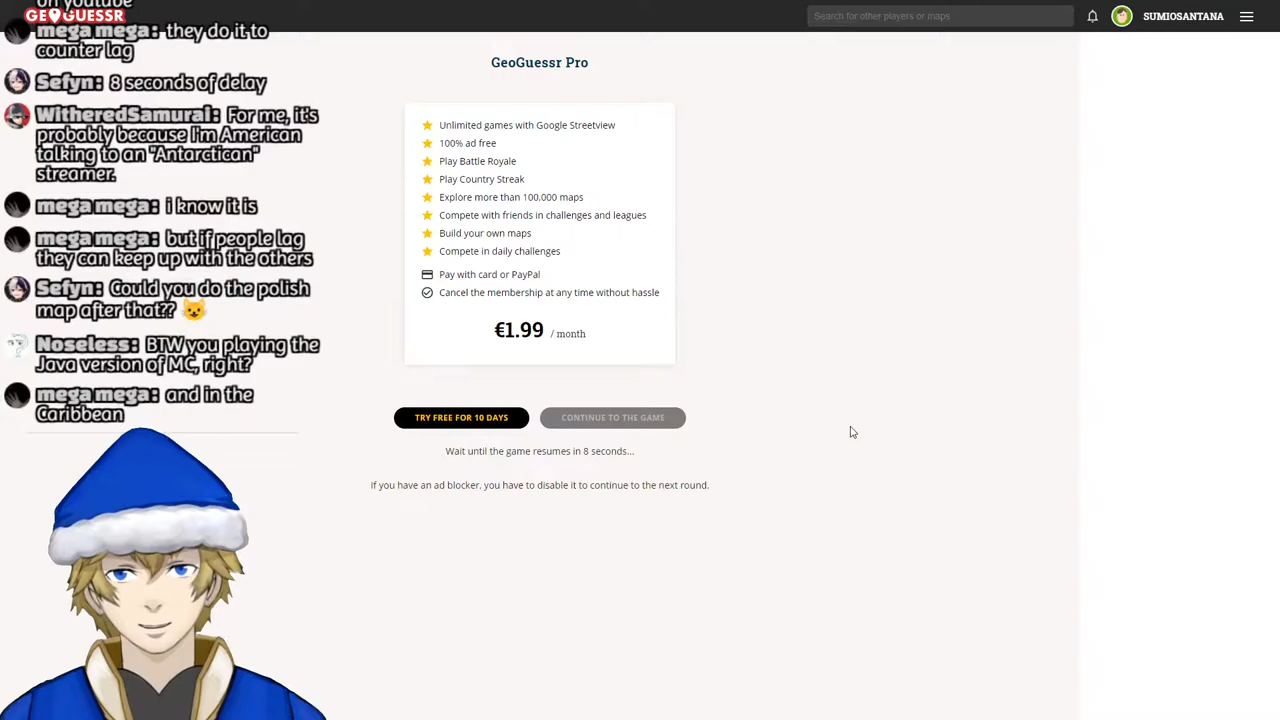 on youtube
mega mega: they do it to
counter lag
Sefyn: 8 seconds of delay
WitheredSamurai: For me, it's
probably because I'm American
talking to an "Antarctican"
streamer.
mega mega: i know it is
mega mega: but if people lag
they can keep up with the others
Sefyn: Could you do the polish
map after that??
Noseless: BTW you playing the
Java version of MC, right?
mega mega: and in the
Caribbean
GEOGUESSR
Search for other players or maps
SUMIOSANTANA
GeoGuessr Pro
Unlimited games with Google Streetview
100% ad free
Play Battle Royale
Play Country Streak
Explore more than 100,000 maps
Compete with friends in challenges and leagues
Build your own maps
Compete in daily challenges
Pay with card or PayPal
Cancel the membership at any time without hassle
€1.99 / month
TRY FREE FOR 10 DAYS
CONTINUE TO THE GAME
Wait until the game resumes in 8 seconds...
If you have an ad blocker, you have to disable it to continue to the next round.